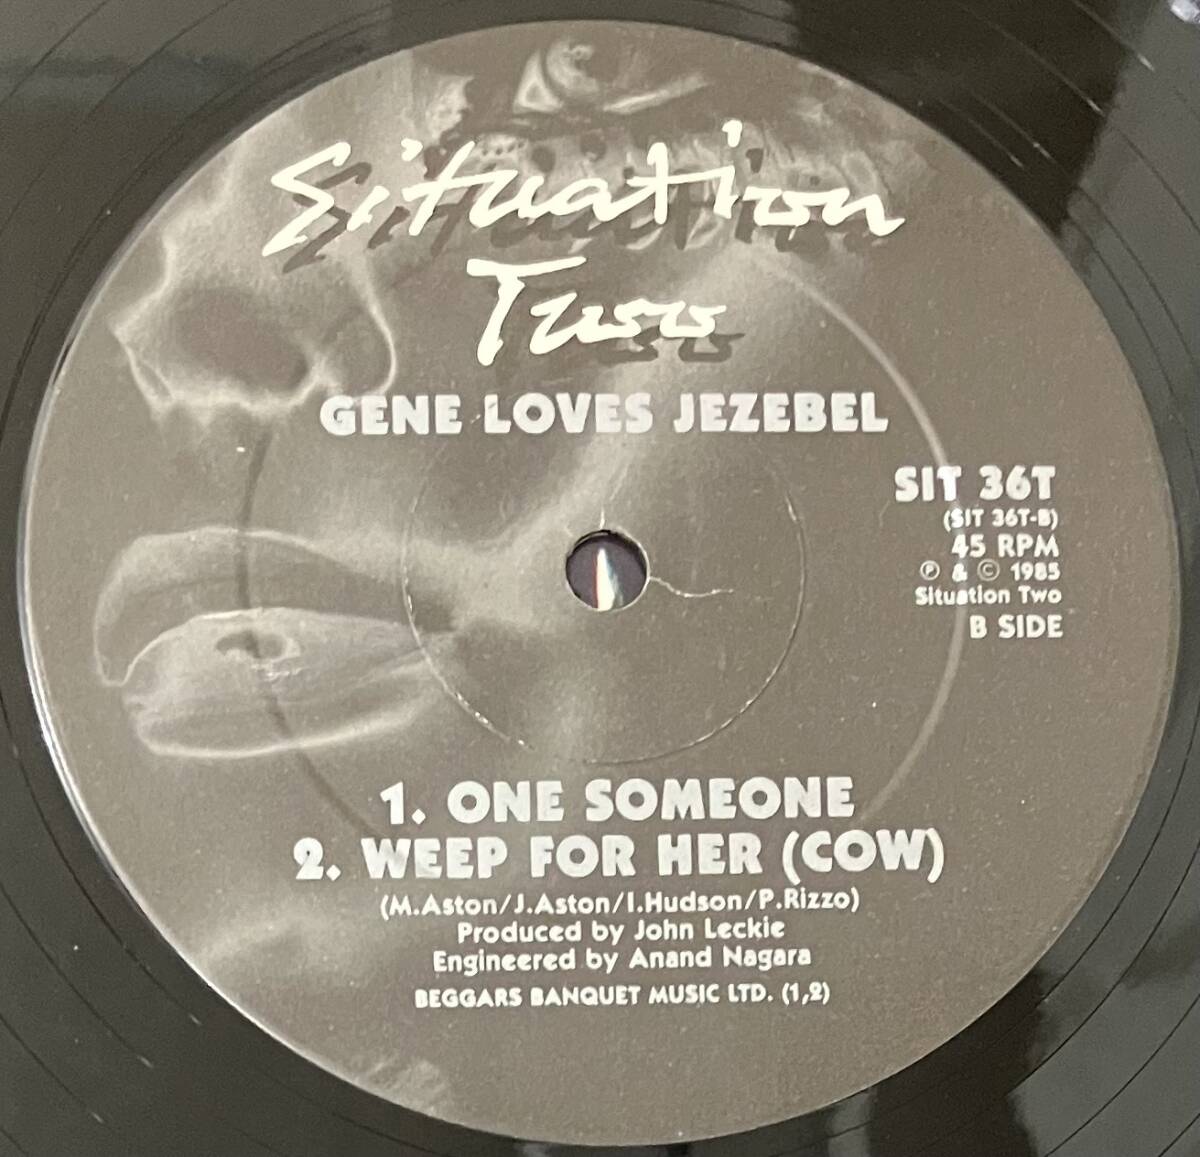 Situation
Two
GENE LOVES JEZEBEL
SIT 36T
(SIT 36T-B)
45 RPM
℗ & © 1985
Situation Two
B SIDE
1. ONE SOMEONE
2. WEEP FOR HER (COW)
(M.Aston/J.Aston/I.Hudson/P.Rizzo)
Produced by John Leckie
Engineered by Anand Nagara
BEGGARS BANQUET MUSIC LTD. (1,2)